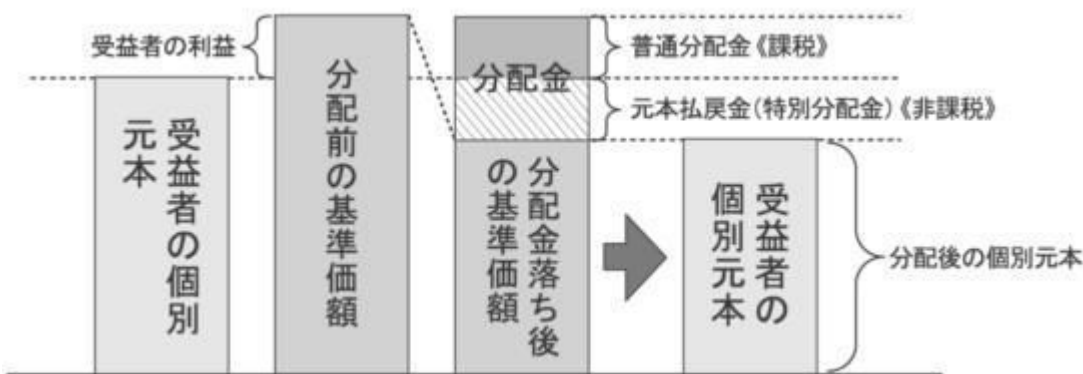 受益者の利益
受益者の個別
元本
分配前の基準価額
分配金
分配金落ち後
の基準価額
普通分配金《課税》
元本払戻金(特別分配金)《非課税》
受益者の
個別元本
分配後の個別元本